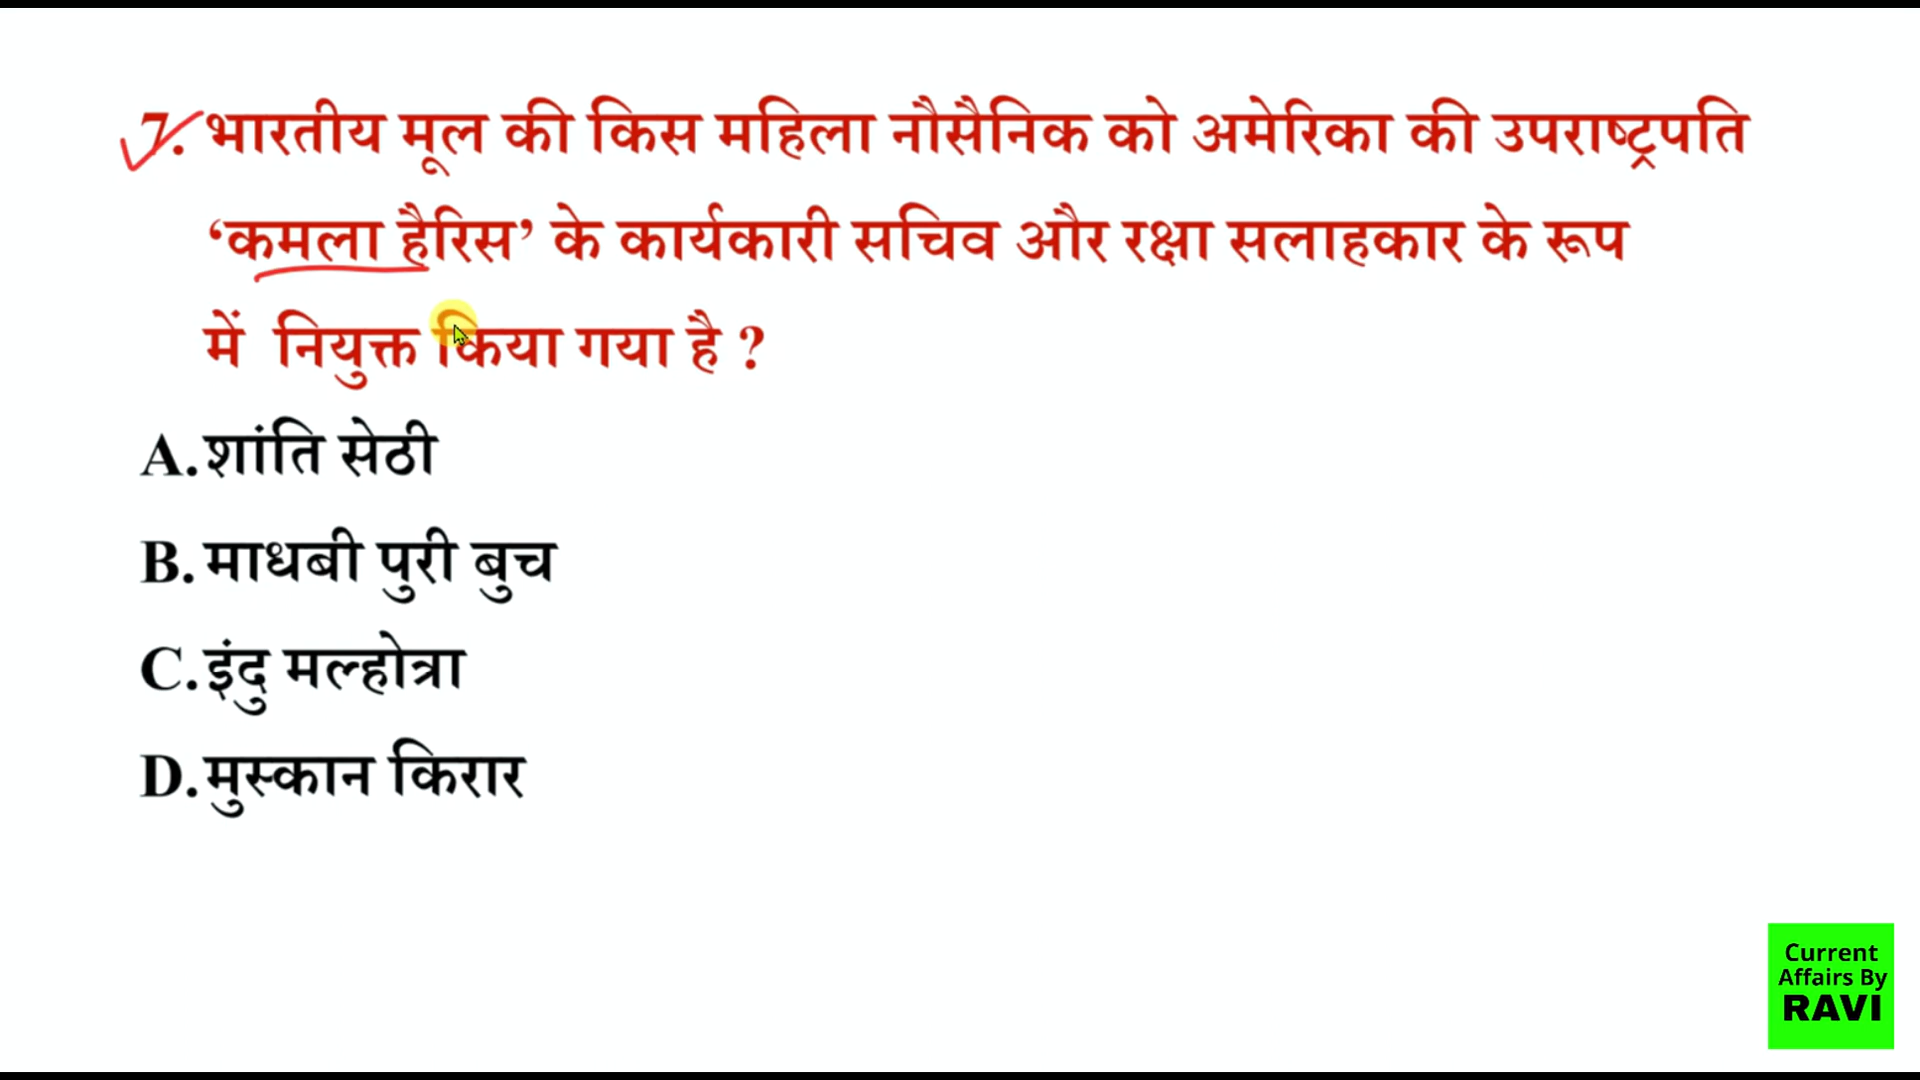 7. भारतीय मूल की किस महिला नौसैनिक को अमेरिका की उपराष्ट्रपति
‘कमला हैरिस’ के कार्यकारी सचिव और रक्षा सलाहकार के रूप
में नियुक्त किया गया है ?
A. शांति सेठी
B. माधबी पुरी बुच
C. इंदु मल्होत्रा
D. मुस्कान किरार
Current
Affairs By
RAVI